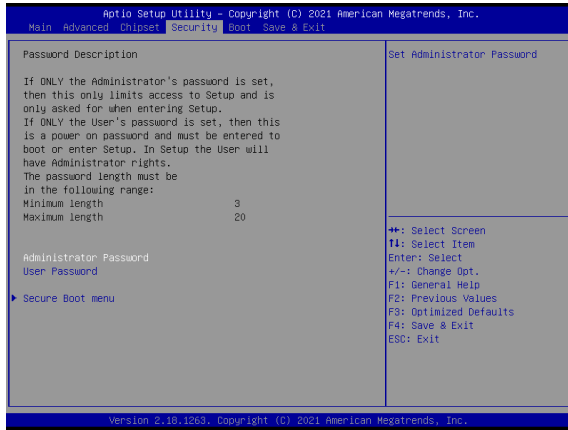 Aptio Setup Utility – Copyright (C) 2021 American Megatrends, Inc.
Main Advanced Chipset Security Boot Save & Exit
Password Description
If ONLY the Administrator's password is set,
then this only limits access to Setup and is
only asked for when entering Setup.
If ONLY the User's password is set, then this
is a power on password and must be entered to
boot or enter Setup. In Setup the User will
have Administrator rights.
The password length must be
in the following range:
Minimum length 3
Maximum length 20
Administrator Password
User Password
Secure Boot menu
Set Administrator Password
→←: Select Screen
↑↓: Select Item
Enter: Select
+/-: Change Opt.
F1: General Help
F2: Previous Values
F3: Optimized Defaults
F4: Save & Exit
ESC: Exit
Version 2.18.1263. Copyright (C) 2021 American Megatrends, Inc.